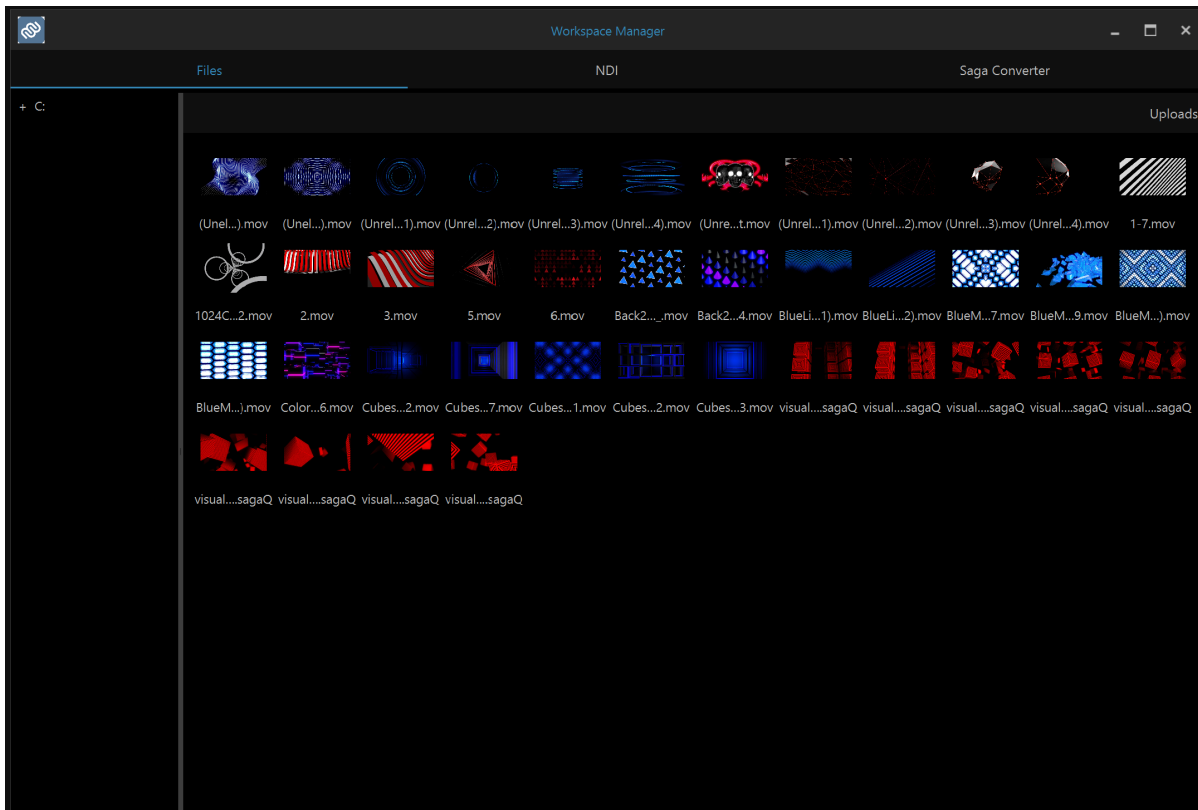 Workspace Manager
Files NDI Saga Converter
+ C:
Uploads
(Unel...).mov (Unel...).mov (Unrel...1).mov (Unrel...2).mov (Unrel...3).mov (Unrel...4).mov (Unre...t.mov (Unrel...1).mov (Unrel...2).mov (Unrel...3).mov (Unrel...4).mov 1-7.mov
1024C...2.mov 2.mov 3.mov 5.mov 6.mov Back2..._.mov Back2...4.mov BlueLi...1).mov BlueLi...2).mov BlueM...7.mov BlueM...9.mov BlueM...).mov
BlueM...).mov Color...6.mov Cubes...2.mov Cubes...7.mov Cubes...1.mov Cubes...2.mov Cubes...3.mov visual....sagaQ visual....sagaQ visual....sagaQ visual....sagaQ visual....sagaQ
visual....sagaQ visual....sagaQ visual....sagaQ visual....sagaQ